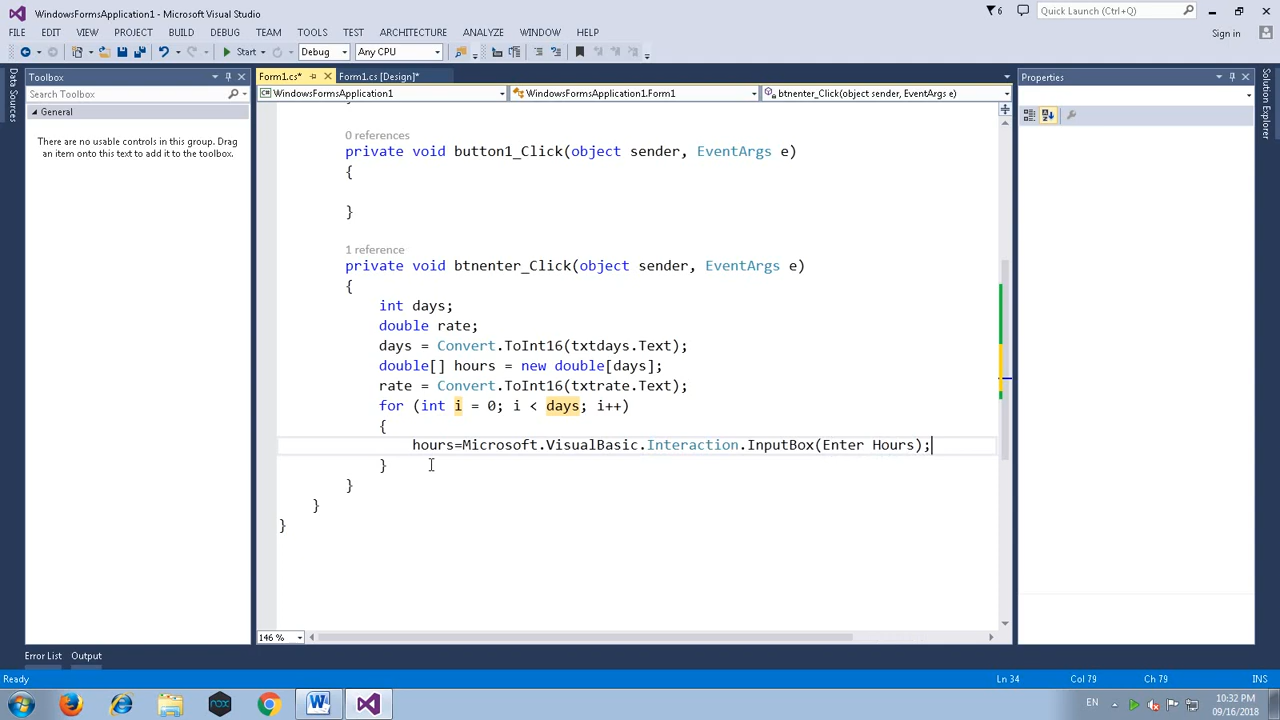 WindowsFormsApplication1 - Microsoft Visual Studio
6
Quick Launch (Ctrl+Q)
FILE EDIT VIEW PROJECT BUILD DEBUG TEAM TOOLS TEST ARCHITECTURE ANALYZE WINDOW HELP
Sign in
Start Debug Any CPU
Data Sources
Toolbox
Search Toolbox
General
There are no usable controls in this group. Drag
an item onto this text to add it to the toolbox.
Form1.cs* Form1.cs [Design]*
WindowsFormsApplication1 WindowsFormsApplication1.Form1 btnenter_Click(object sender, EventArgs e)
}
0 references
private void button1_Click(object sender, EventArgs e)
{
}
1 reference
private void btnenter_Click(object sender, EventArgs e)
{
int days;
double rate;
days = Convert.ToInt16(txtdays.Text);
double[] hours = new double[days];
rate = Convert.ToInt16(txtrate.Text);
for (int i = 0; i < days; i++)
{
hours=Microsoft.VisualBasic.Interaction.InputBox(Enter Hours);
}
}
}
}
146 %
Properties
Solution Explorer
Error List Output
Ready Ln 34 Col 79 Ch 79 INS
nox
EN
10:32 PM
09/16/2018